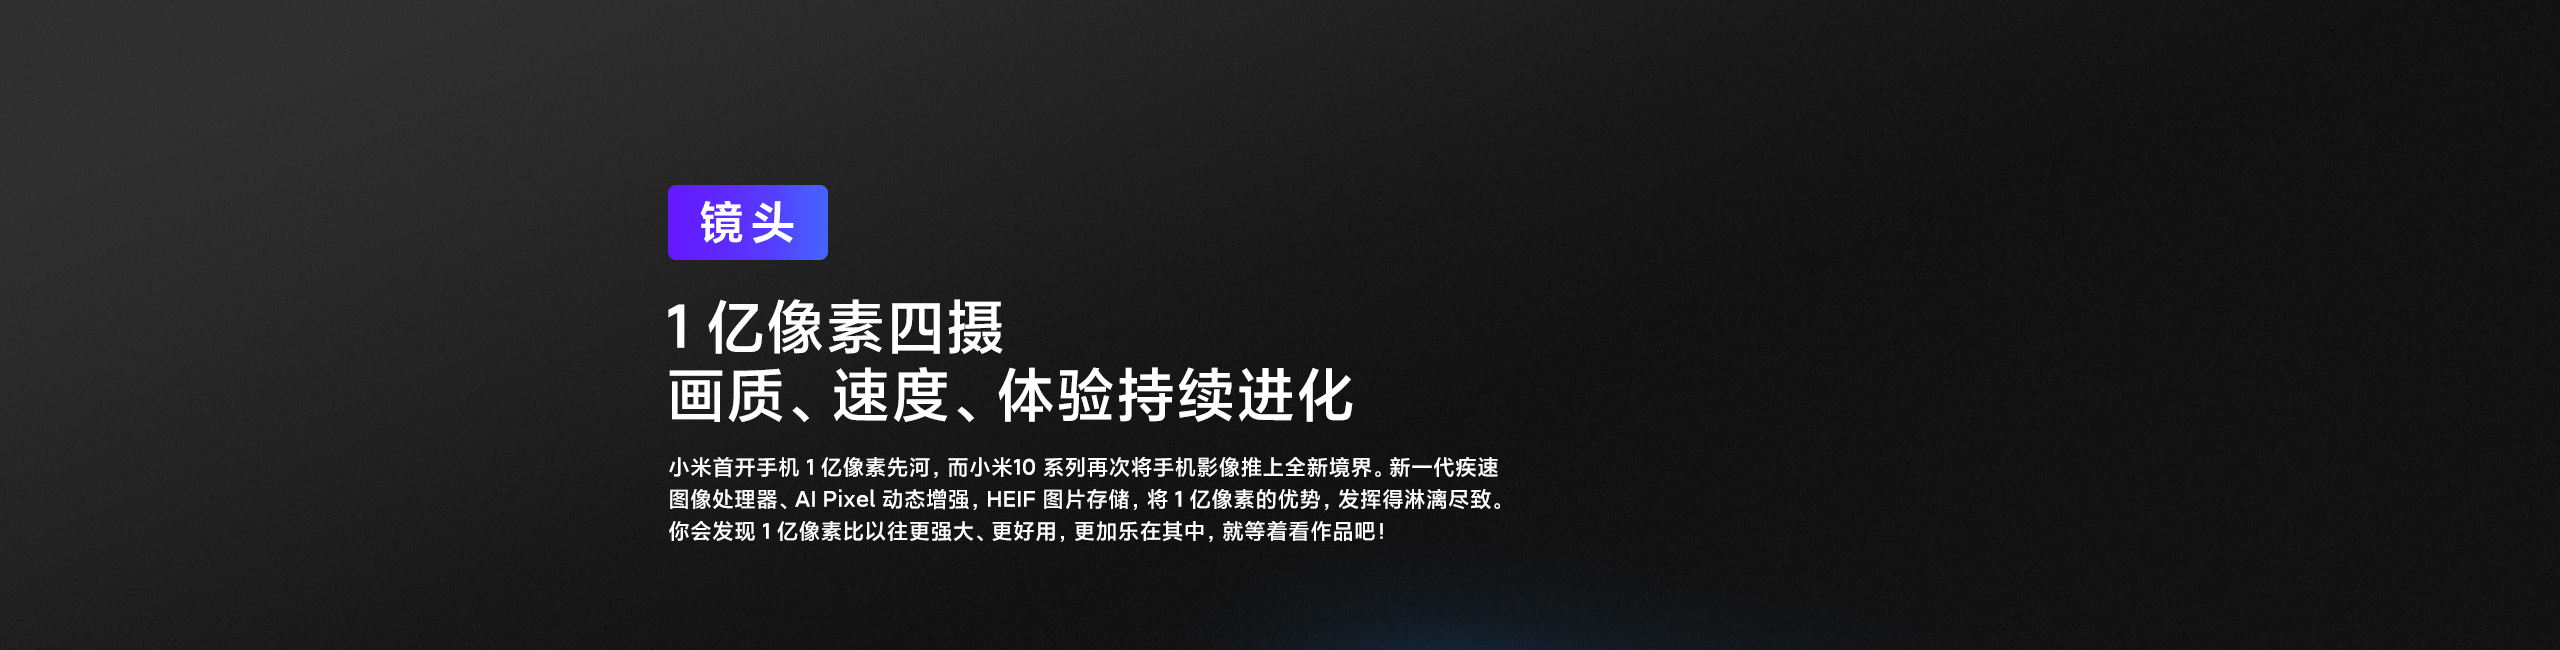 镜头
1 亿像素四摄
画质、速度、体验持续进化
小米首开手机 1 亿像素先河，而小米10 系列再次将手机影像推上全新境界。新一代疾速
图像处理器、AI Pixel 动态增强，HEIF 图片存储，将 1 亿像素的优势，发挥得淋漓尽致。
你会发现 1 亿像素比以往更强大、更好用，更加乐在其中，就等着看作品吧！